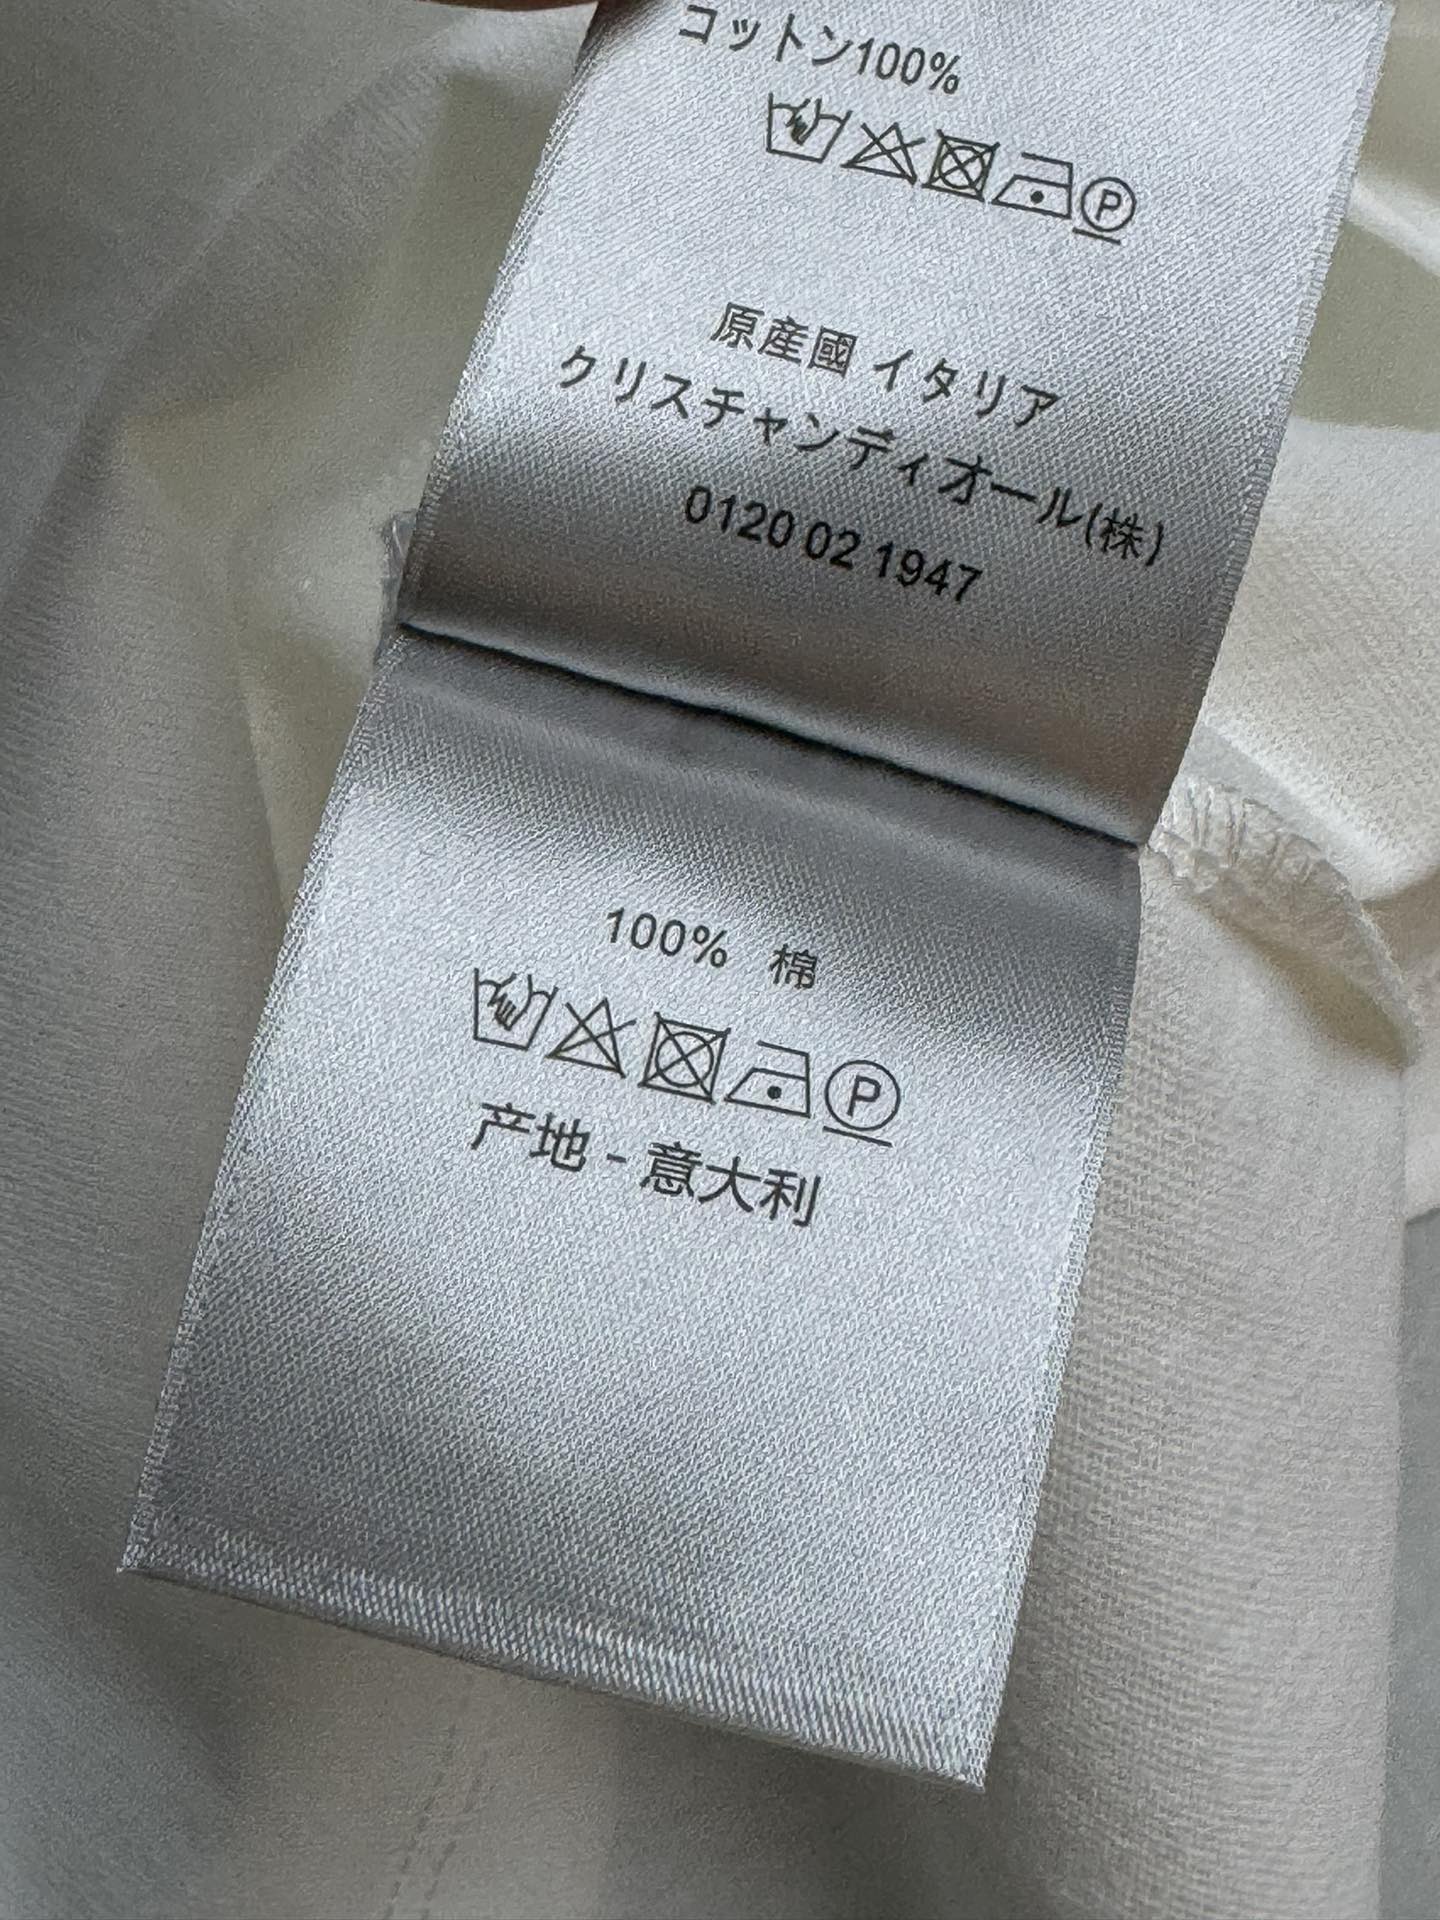 コットン100%
P
原産國 イタリア
クリスチャンディオール(株)
0120 02 1947
100% 棉
P
产地 - 意大利